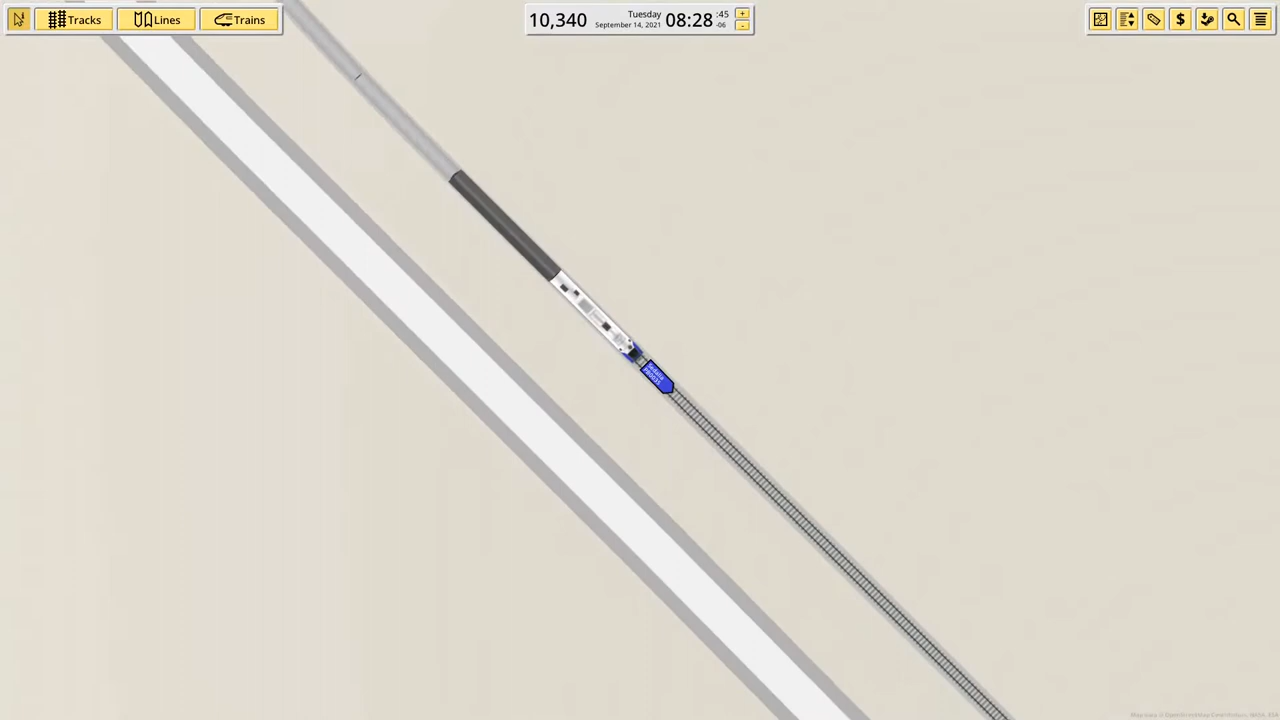 Tracks
Lines
Trains
10,340
Tuesday
September 14, 2021
08:28
:45
-06
+
-
$